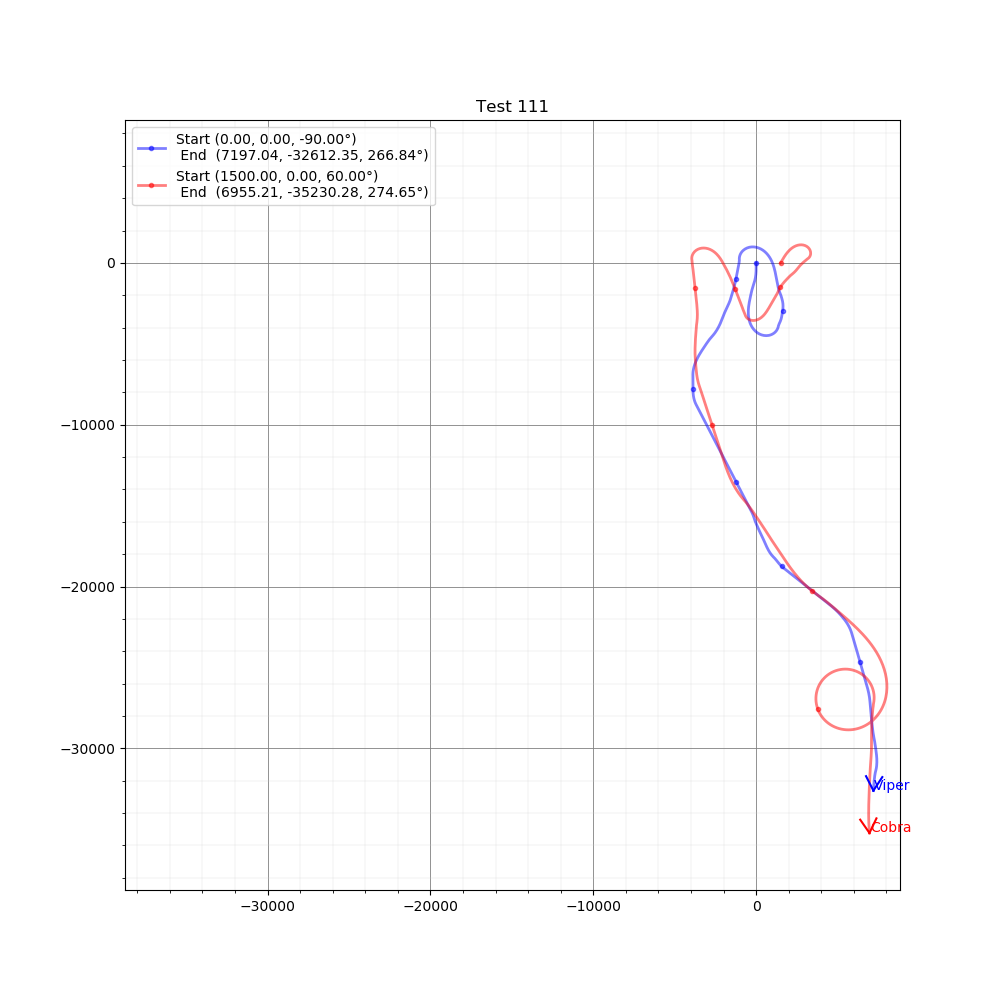 Test 111
Start (0.00, 0.00, -90.00°)
End (7197.04, -32612.35, 266.84°)
Start (1500.00, 0.00, 60.00°)
End (6955.21, -35230.28, 274.65°)
0
−10000
−20000
−30000
Viper
Cobra
−30000 −20000 −10000 0